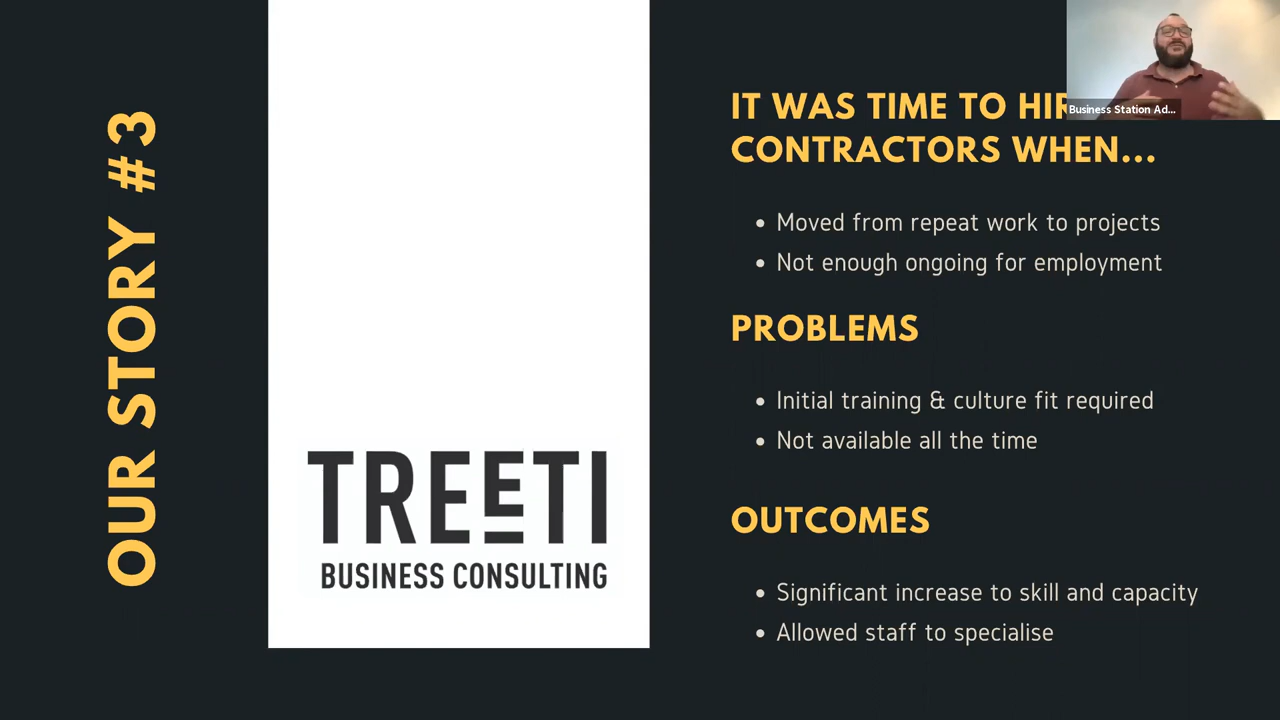 OUR STORY #3
TREETI
BUSINESS CONSULTING
IT WAS TIME TO HIR
CONTRACTORS WHEN...
Business Station Ad...
• Moved from repeat work to projects
• Not enough ongoing for employment
PROBLEMS
• Initial training & culture fit required
• Not available all the time
OUTCOMES
• Significant increase to skill and capacity
• Allowed staff to specialise